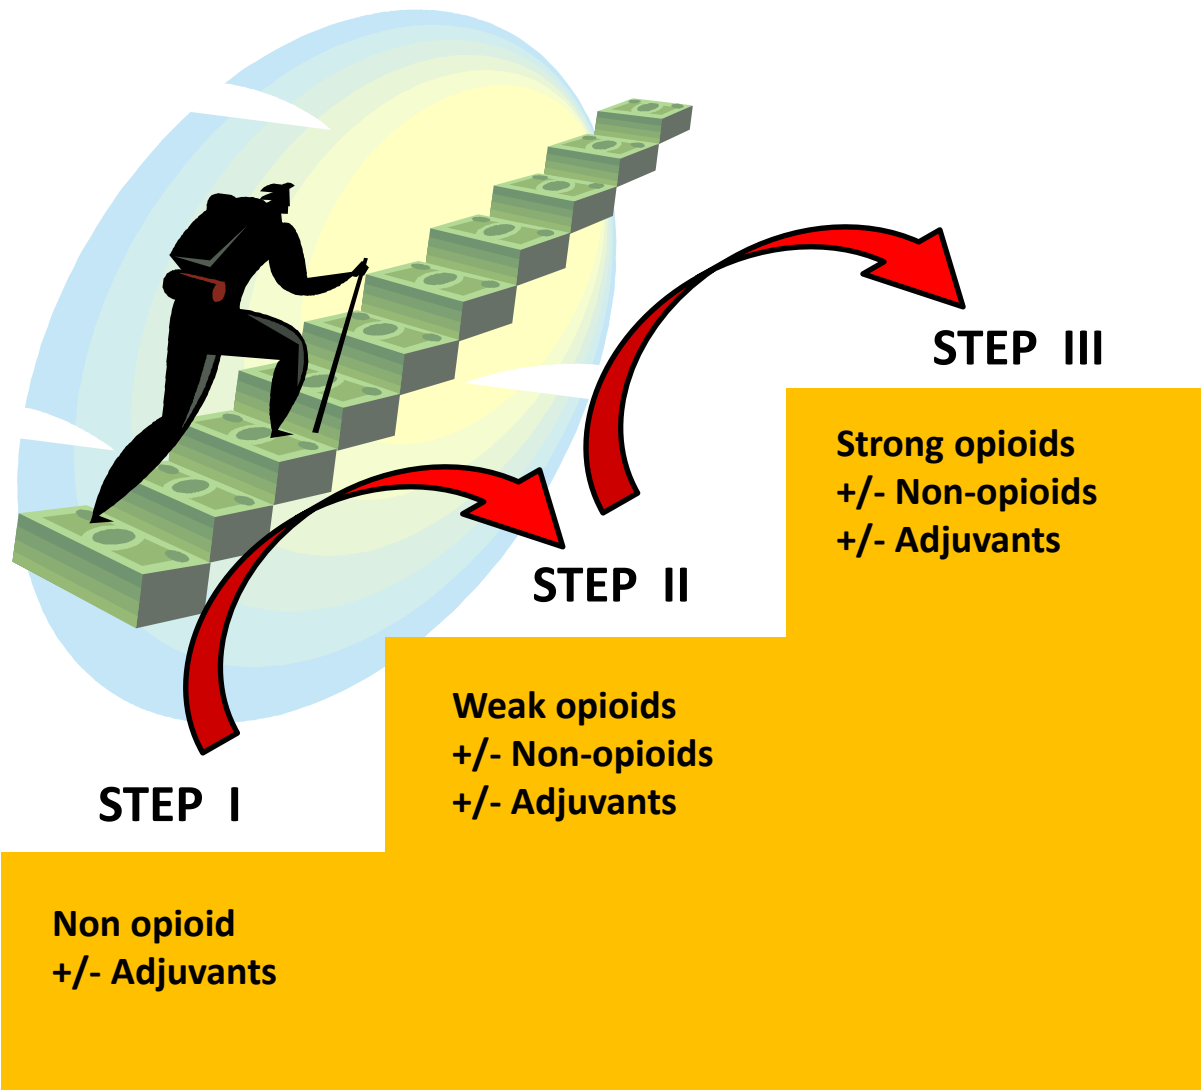 STEP III
Strong opioids
+/- Non-opioids
+/- Adjuvants
STEP II
Weak opioids
+/- Non-opioids
+/- Adjuvants
STEP I
Non opioid
+/- Adjuvants